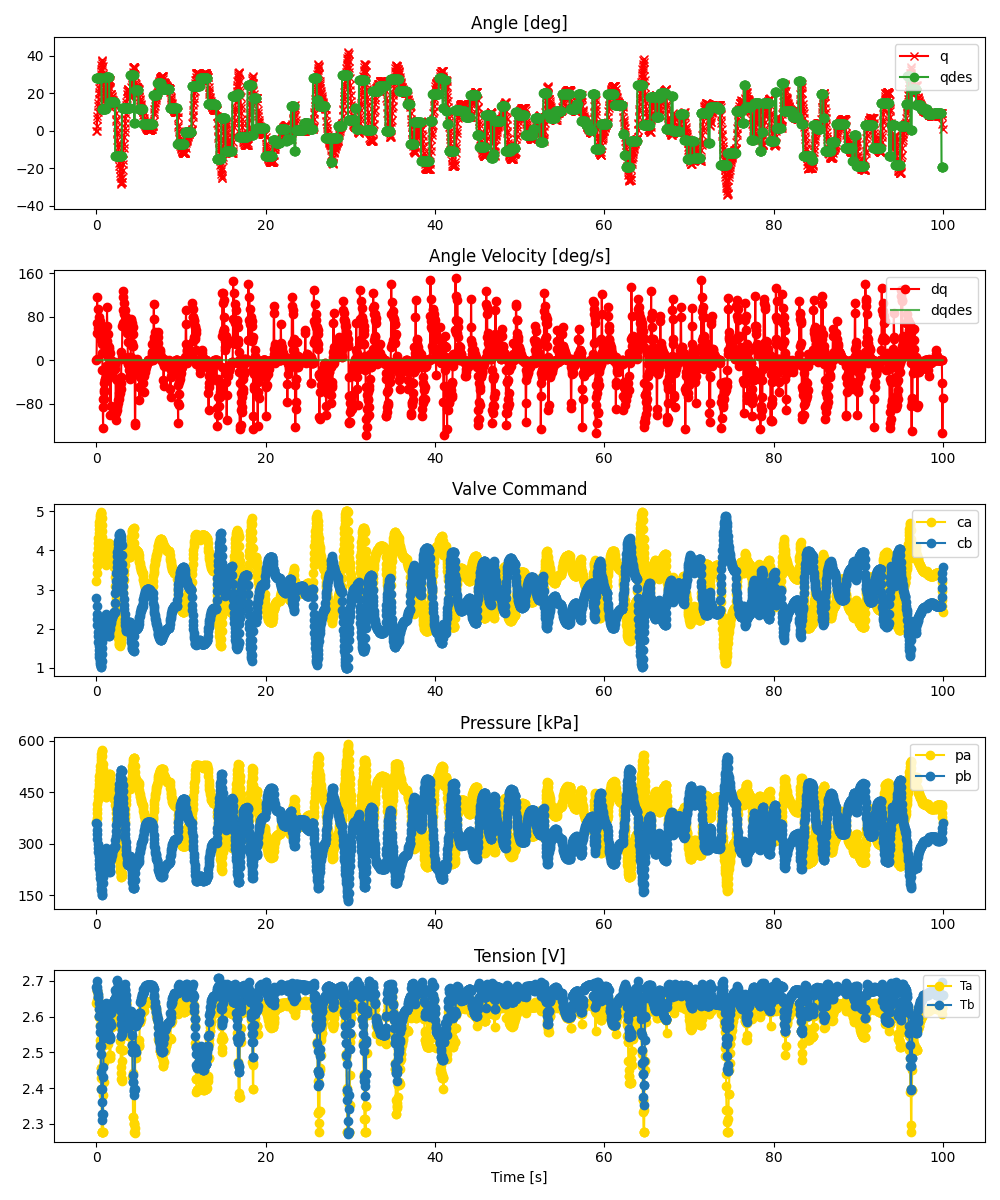 Angle [deg]
40
20
0
−20
−40
q
qdes
0 20 40 60 80 100
Angle Velocity [deg/s]
160
80
0
−80
dq
dqdes
0 20 40 60 80 100
Valve Command
5
4
3
2
1
ca
cb
0 20 40 60 80 100
Pressure [kPa]
600
450
300
150
pa
pb
0 20 40 60 80 100
Tension [V]
2.7
2.6
2.5
2.4
2.3
Ta
Tb
0 20 40 60 80 100
Time [s]